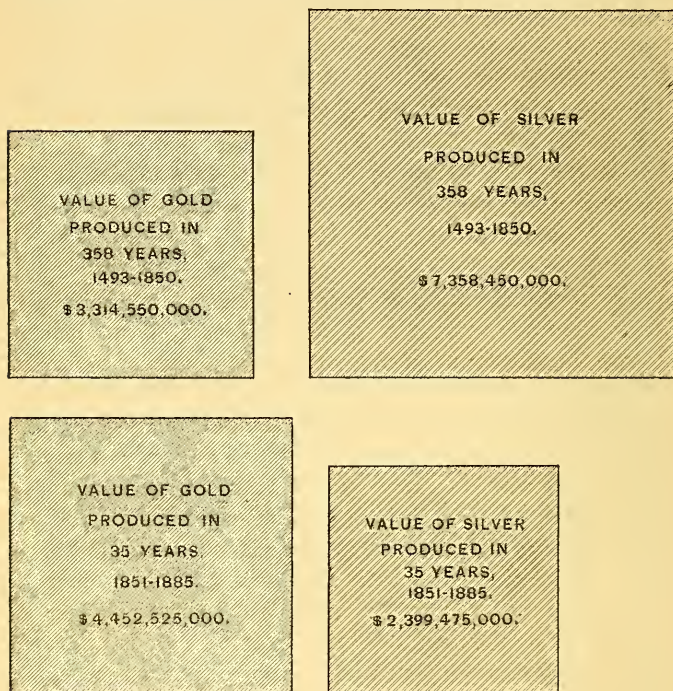 VALUE OF GOLD
PRODUCED IN
358 YEARS,
1493-1850.
$3,314,550,000.
VALUE OF SILVER
PRODUCED IN
358 YEARS,
1493-1850.
$7,358,450,000.
VALUE OF GOLD
PRODUCED IN
35 YEARS
1851-1885.
$4,452,525,000.
VALUE OF SILVER
PRODUCED IN
35 YEARS,
1851-1885.
$2,399,475,000.